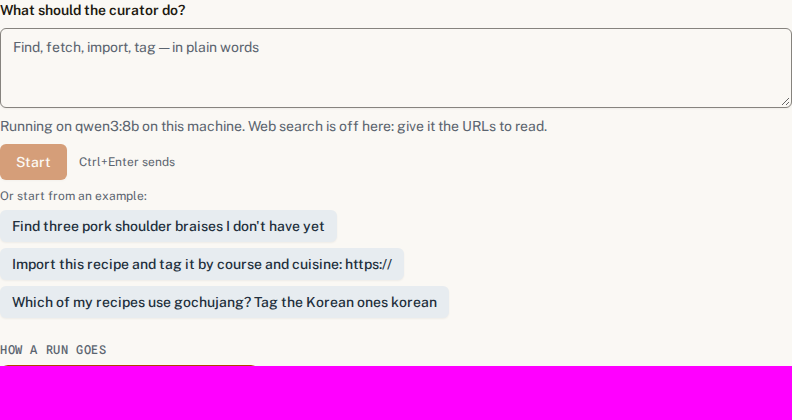 What should the curator do?
Find, fetch, import, tag — in plain words
Running on qwen3:8b on this machine. Web search is off here: give it the URLs to read.
Start
Ctrl+Enter sends
Or start from an example:
Find three pork shoulder braises I don't have yet
Import this recipe and tag it by course and cuisine: https://
Which of my recipes use gochujang? Tag the Korean ones korean
HOW A RUN GOES